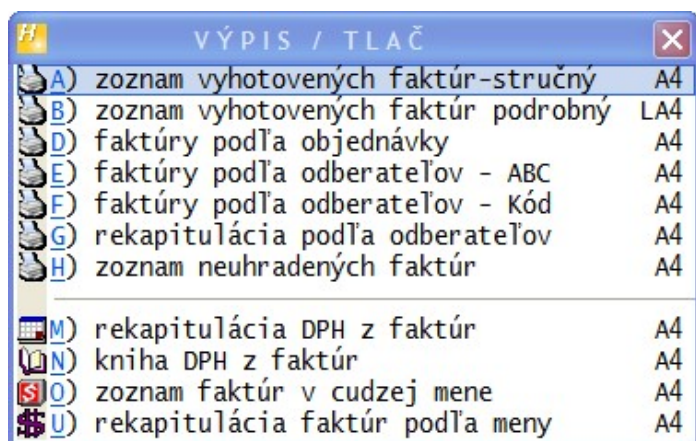 VÝPIS / TLAČ
A) zoznam vyhotovených faktúr-stručný A4
B) zoznam vyhotovených faktúr podrobný LA4
D) faktúry podľa objednávky A4
E) faktúry podľa odberateľov - ABC A4
F) faktúry podľa odberateľov - Kód A4
G) rekapitulácia podľa odberateľov A4
H) zoznam neuhradených faktúr A4
M) rekapitulácia DPH z faktúr A4
N) kniha DPH z faktúr A4
O) zoznam faktúr v cudzej mene A4
U) rekapitulácia faktúr podľa meny A4